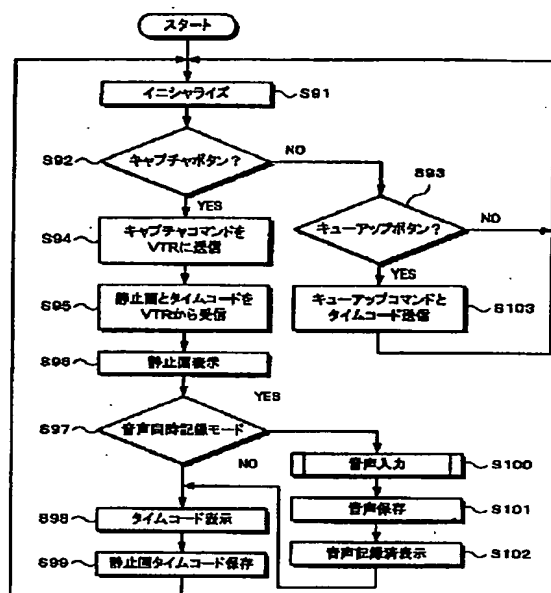 スタート
イニシャライズ
S91
S92
キャプチャボタン?
NO
S93
YES
キューアップボタン?
NO
S94
キャプチャコマンドを
VTRに送信
YES
S95
静止画とタイムコードを
VTRから受信
キューアップコマンドと
タイムコード送信
S103
S96
静止画表示
YES
S97
音声同時記録モード
NO
音声入力
S100
S98
タイムコード表示
音声保存
S101
S99
静止画タイムコード保存
音声記録済表示
S102